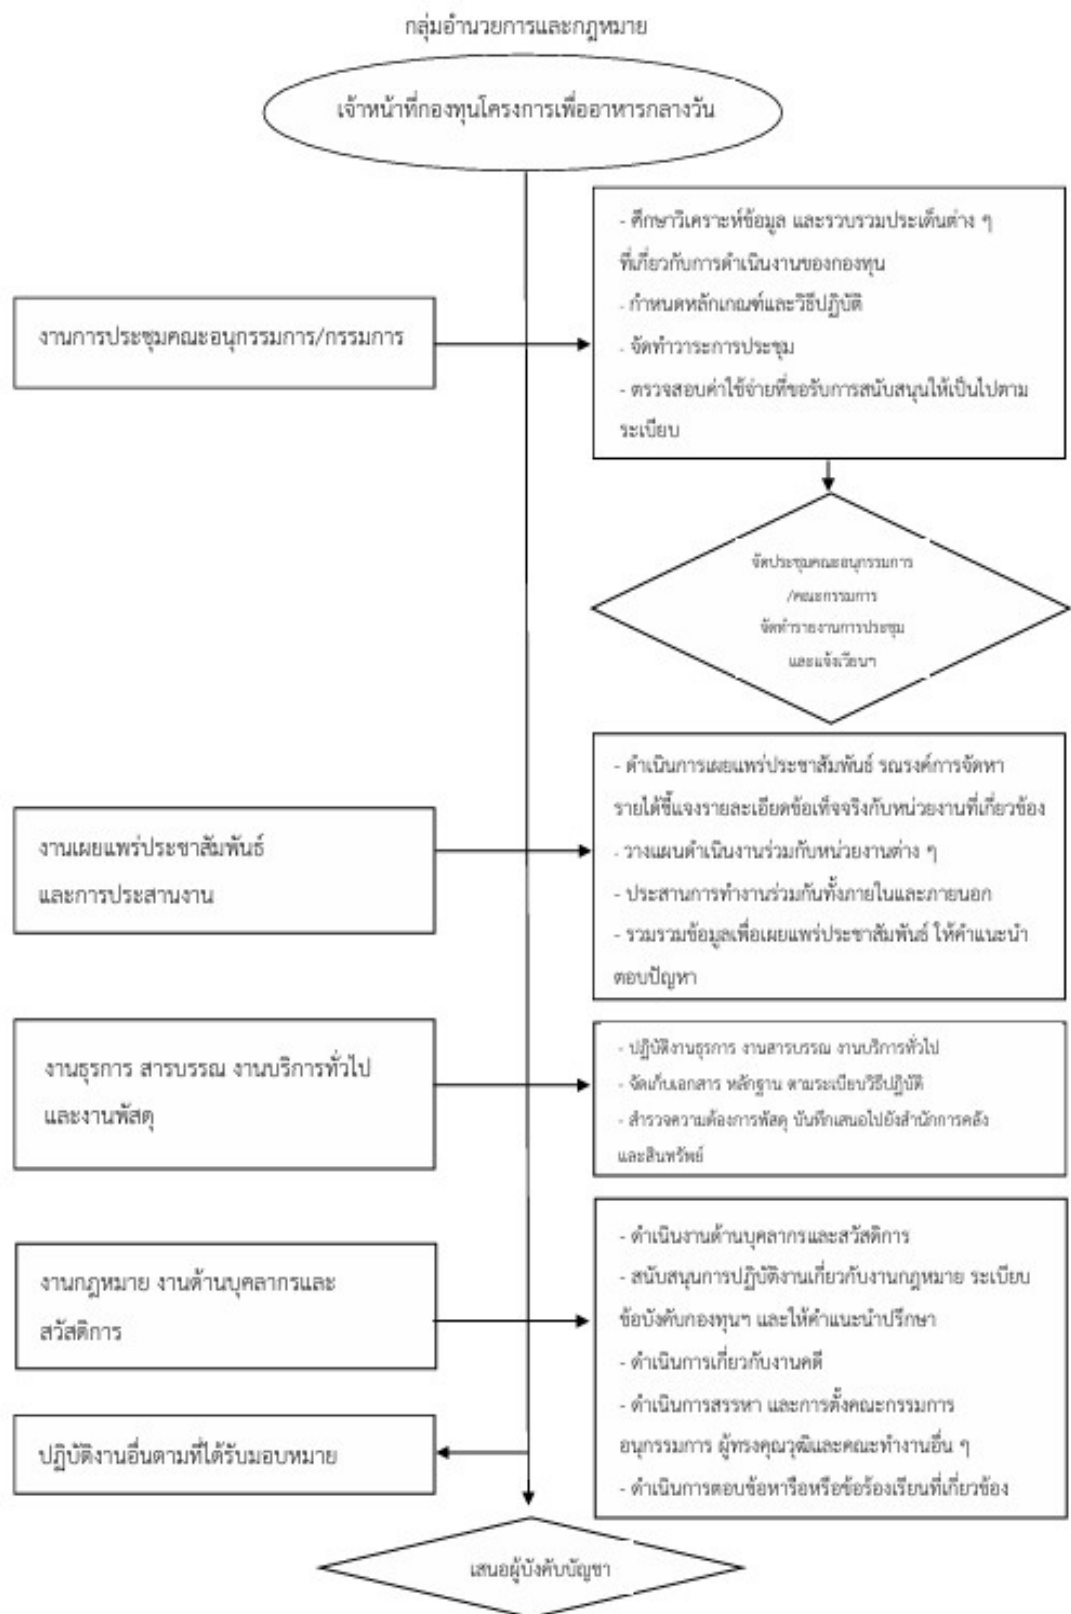 กลุ่มอำนวยการและกฎหมาย
เจ้าหน้าที่กองทุนโครงการเพื่ออาหารกลางวัน
งานการประชุมคณะอนุกรรมการ/กรรมการ
- ศึกษาวิเคราะห์ข้อมูล และรวบรวมประเด็นต่าง ๆ
ที่เกี่ยวกับการดำเนินงานของกองทุน
- กำหนดหลักเกณฑ์และวิธีปฏิบัติ
- จัดทำวาระการประชุม
- ตรวจสอบค่าใช้จ่ายที่ขอรับการสนับสนุนให้เป็นไปตาม
ระเบียบ
จัดประชุมคณะอนุกรรมการ
/คณะกรรมการ
จัดทำรายงานการประชุม
และแจ้งเวียนฯ
งานเผยแพร่ประชาสัมพันธ์
และการประสานงาน
- ดำเนินการเผยแพร่ประชาสัมพันธ์ รณรงค์การจัดหา
รายได้ชี้แจงรายละเอียดข้อเท็จจริงกับหน่วยงานที่เกี่ยวข้อง
- วางแผนดำเนินงานร่วมกับหน่วยงานต่าง ๆ
- ประสานการทำงานร่วมกันทั้งภายในและภายนอก
- รวมรวมข้อมูลเพื่อเผยแพร่ประชาสัมพันธ์ ให้คำแนะนำ
ตอบปัญหา
งานธุรการ สารบรรณ งานบริการทั่วไป
และงานพัสดุ
- ปฏิบัติงานธุรการ งานสารบรรณ งานบริการทั่วไป
- จัดเก็บเอกสาร หลักฐาน ตามระเบียบวิธีปฏิบัติ
- สำรวจความต้องการพัสดุ บันทึกเสนอไปยังสำนักการคลัง
และสินทรัพย์
งานกฎหมาย งานด้านบุคลากรและ
สวัสดิการ
- ดำเนินงานด้านบุคลากรและสวัสดิการ
- สนับสนุนการปฏิบัติงานเกี่ยวกับงานกฎหมาย ระเบียบ
ข้อบังคับกองทุนฯ และให้คำแนะนำปรึกษา
- ดำเนินการเกี่ยวกับงานคดี
- ดำเนินการสรรหา และการตั้งคณะกรรมการ
อนุกรรมการ ผู้ทรงคุณวุฒิและคณะทำงานอื่น ๆ
- ดำเนินการตอบข้อหารือหรือข้อร้องเรียนที่เกี่ยวข้อง
ปฏิบัติงานอื่นตามที่ได้รับมอบหมาย
เสนอผู้บังคับบัญชา